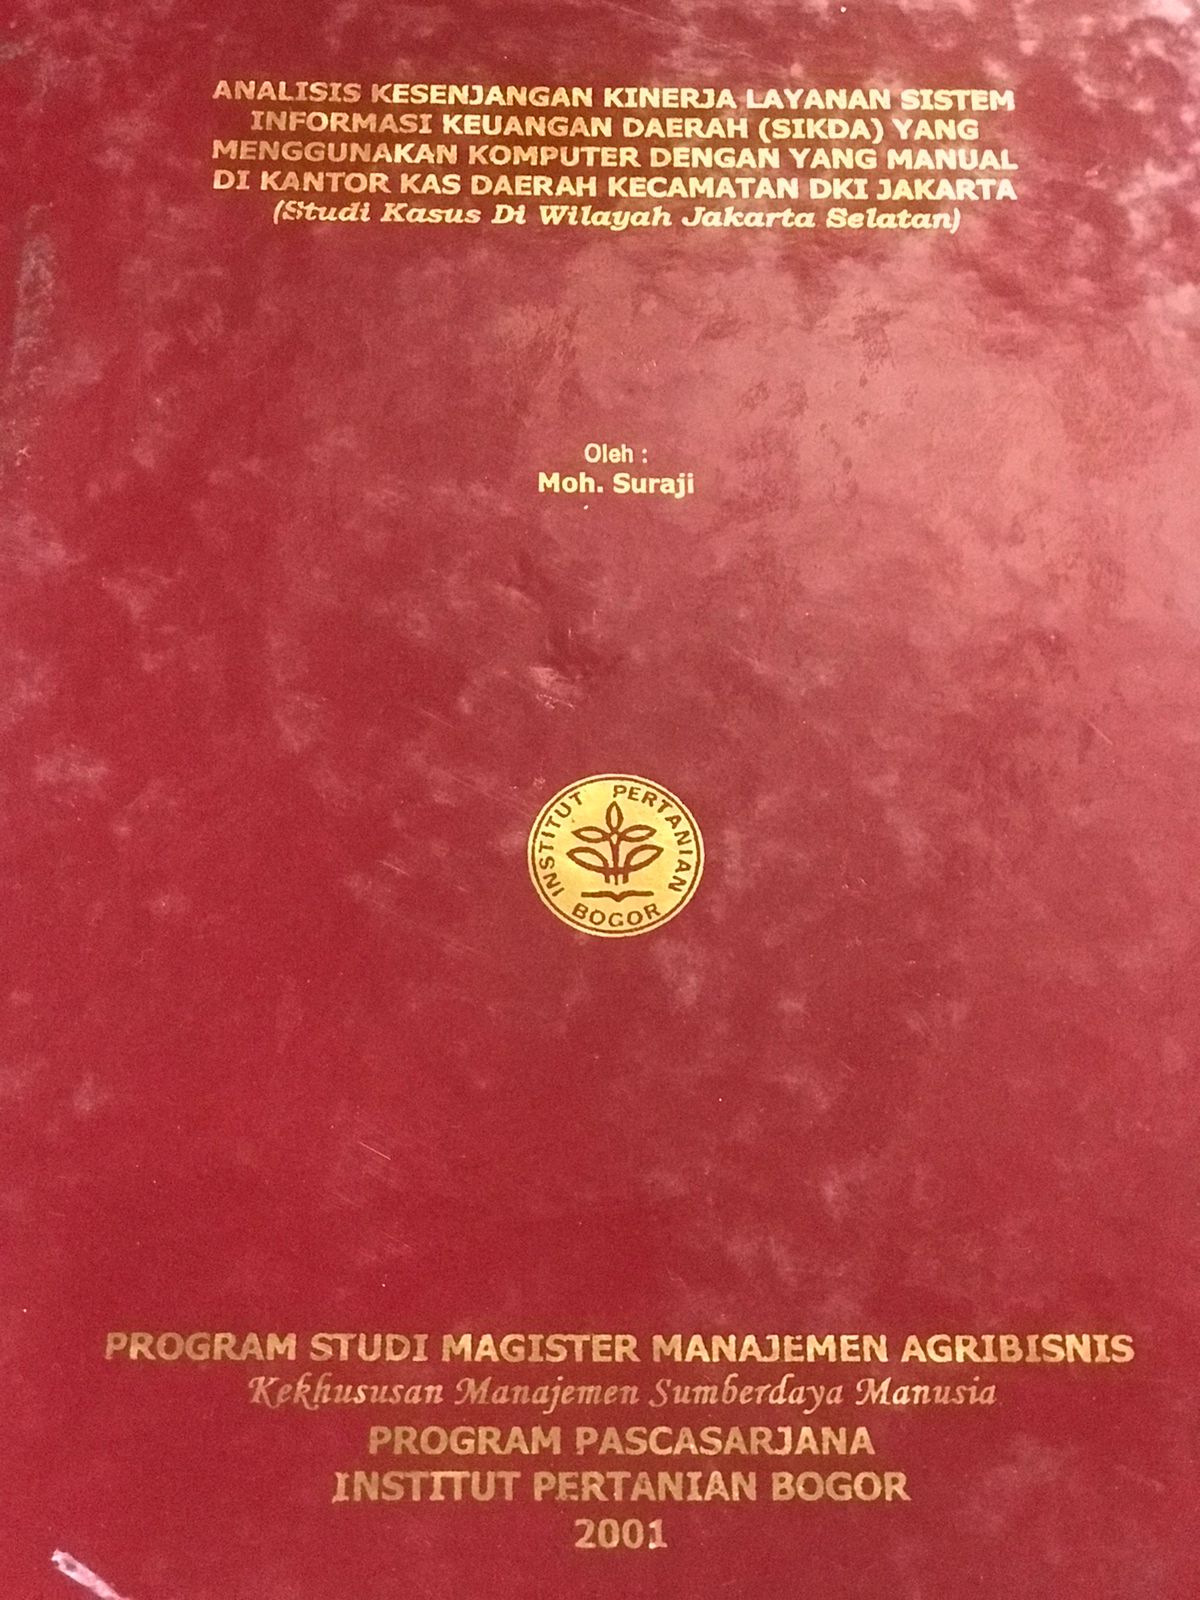 ANALISIS KESENJANGAN KINERJA LAYANAN SISTEM
INFORMASI KEUANGAN DAERAH (SIKDA) YANG
MENGGUNAKAN KOMPUTER DENGAN YANG MANUAL
DI KANTOR KAS DAERAH KECAMATAN DKI JAKARTA
(Studi Kasus Di Wilayah Jakarta Selatan)
Oleh :
Moh. Suraji
INSTITUT PERTANIAN
BOGOR
PROGRAM STUDI MAGISTER MANAJEMEN AGRIBISNIS
Kekhususan Manajemen Sumberdaya Manusia
PROGRAM PASCASARJANA
INSTITUT PERTANIAN BOGOR
2001